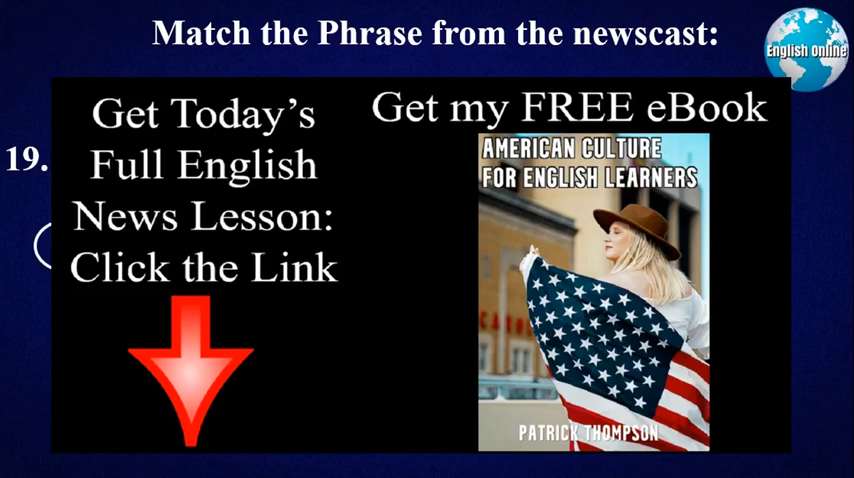 Match the Phrase from the newscast:
English Online
19.
Get Today's
Full English
News Lesson:
Click the Link
Get my FREE eBook
AMERICAN CULTURE
FOR ENGLISH LEARNERS
PATRICK THOMPSON